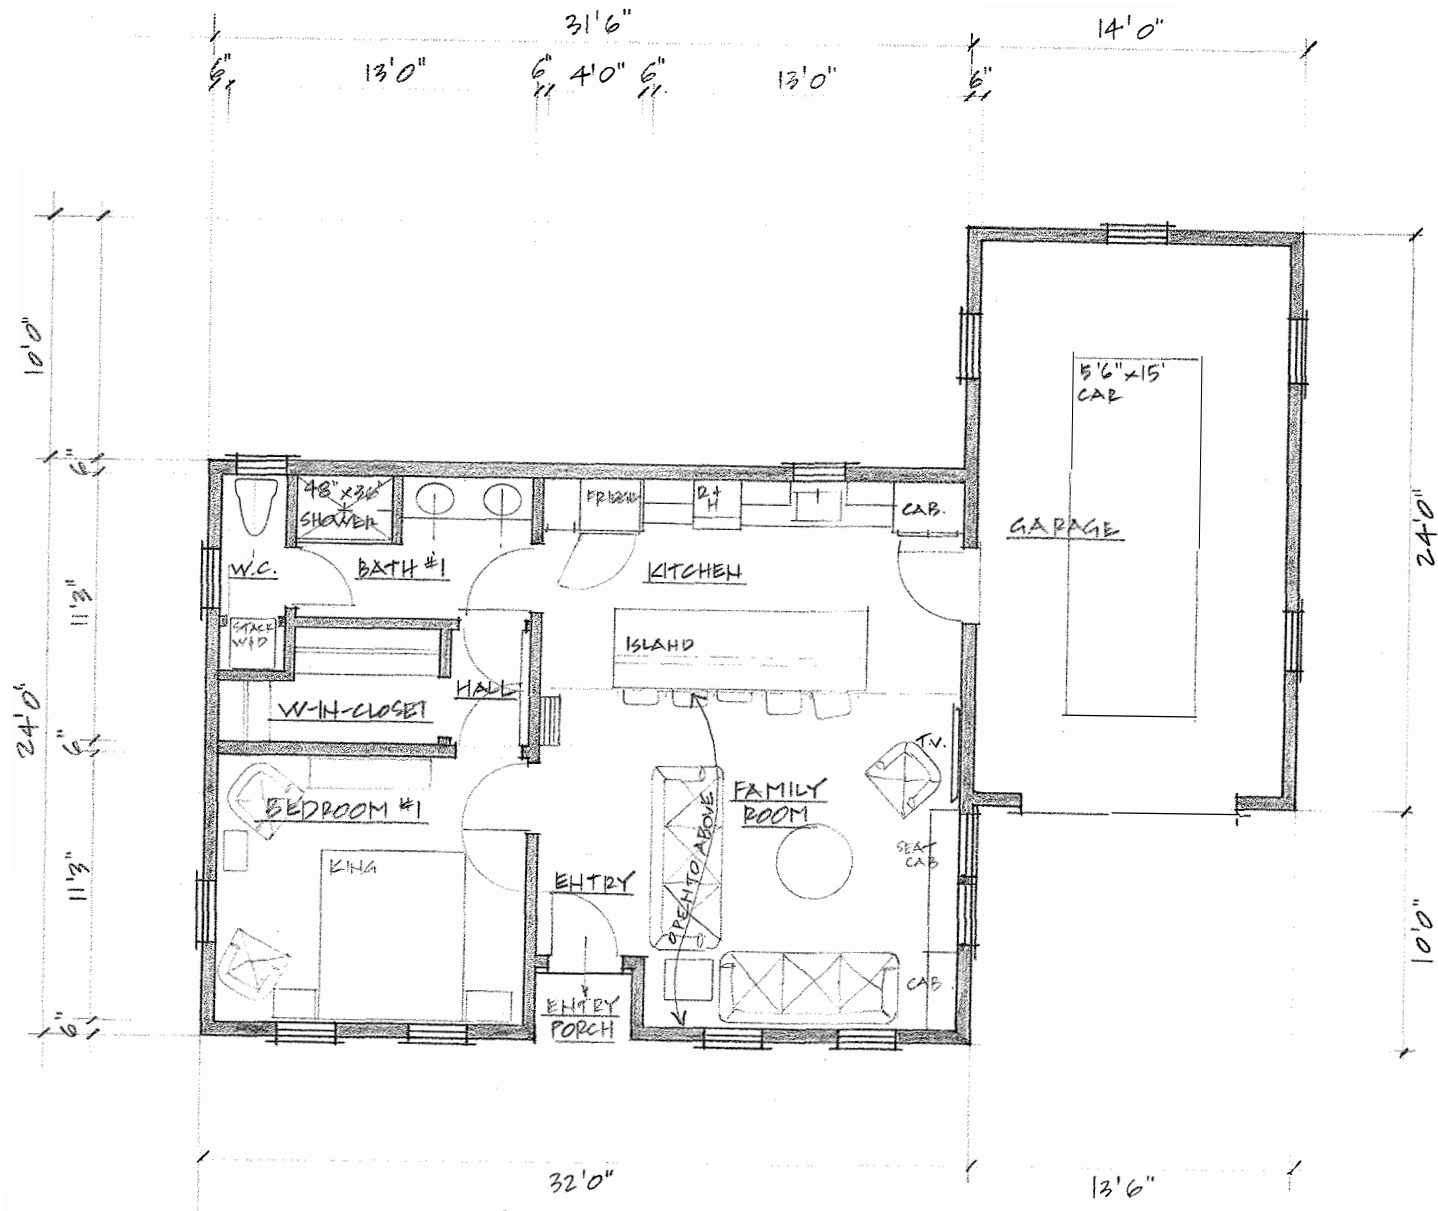 31'6"
14'0"
6"
13'0"
6"
4'0"
6"
13'0"
6"
10'0"
6"
11'3"
24'0"
6"
11'3"
6"
5'6" x 15'
CAR
GARAGE
24'0"
10'0"
48" x 36"
SHOWER
FRIDGE
R+
H
CAB.
W.C.
BATH #1
KITCHEN
STACK
W+D
ISLAND
HALL
W-IN-CLOSET
T.V.
BEDROOM #1
FAMILY
ROOM
OPEN TO ABOVE
SEAT
CAB
KING
ENTRY
CAB.
ENTRY
PORCH
32'0"
13'6"